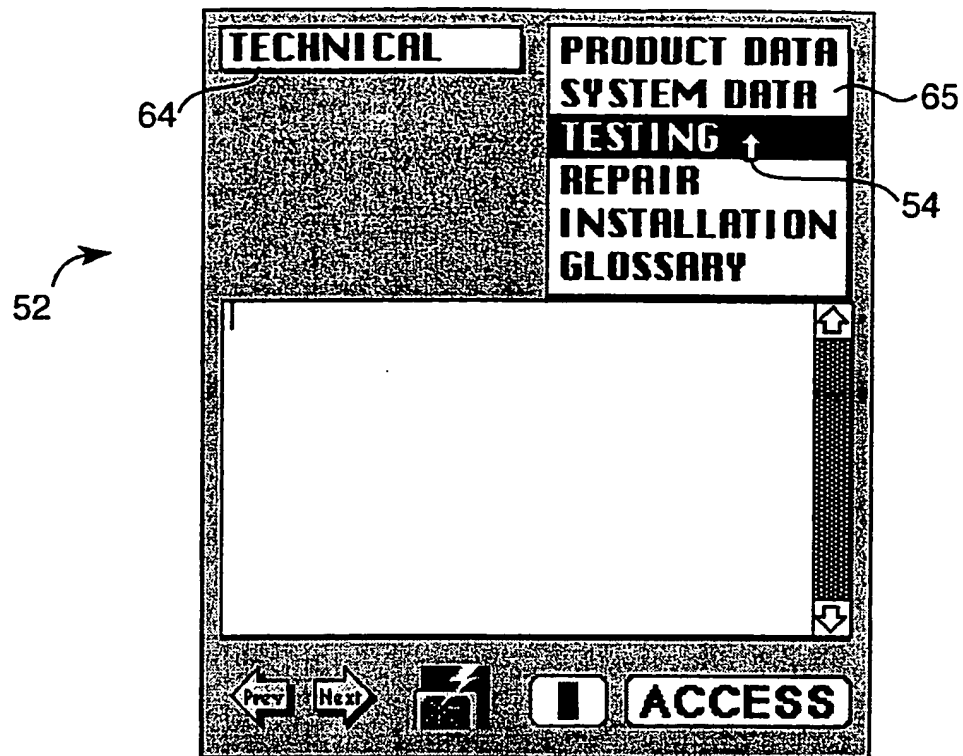 TECHNICAL
64
PRODUCT DATA
SYSTEM DATA
65
TESTING
54
REPAIR
INSTALLATION
GLOSSARY
52
Prev Next ACCESS